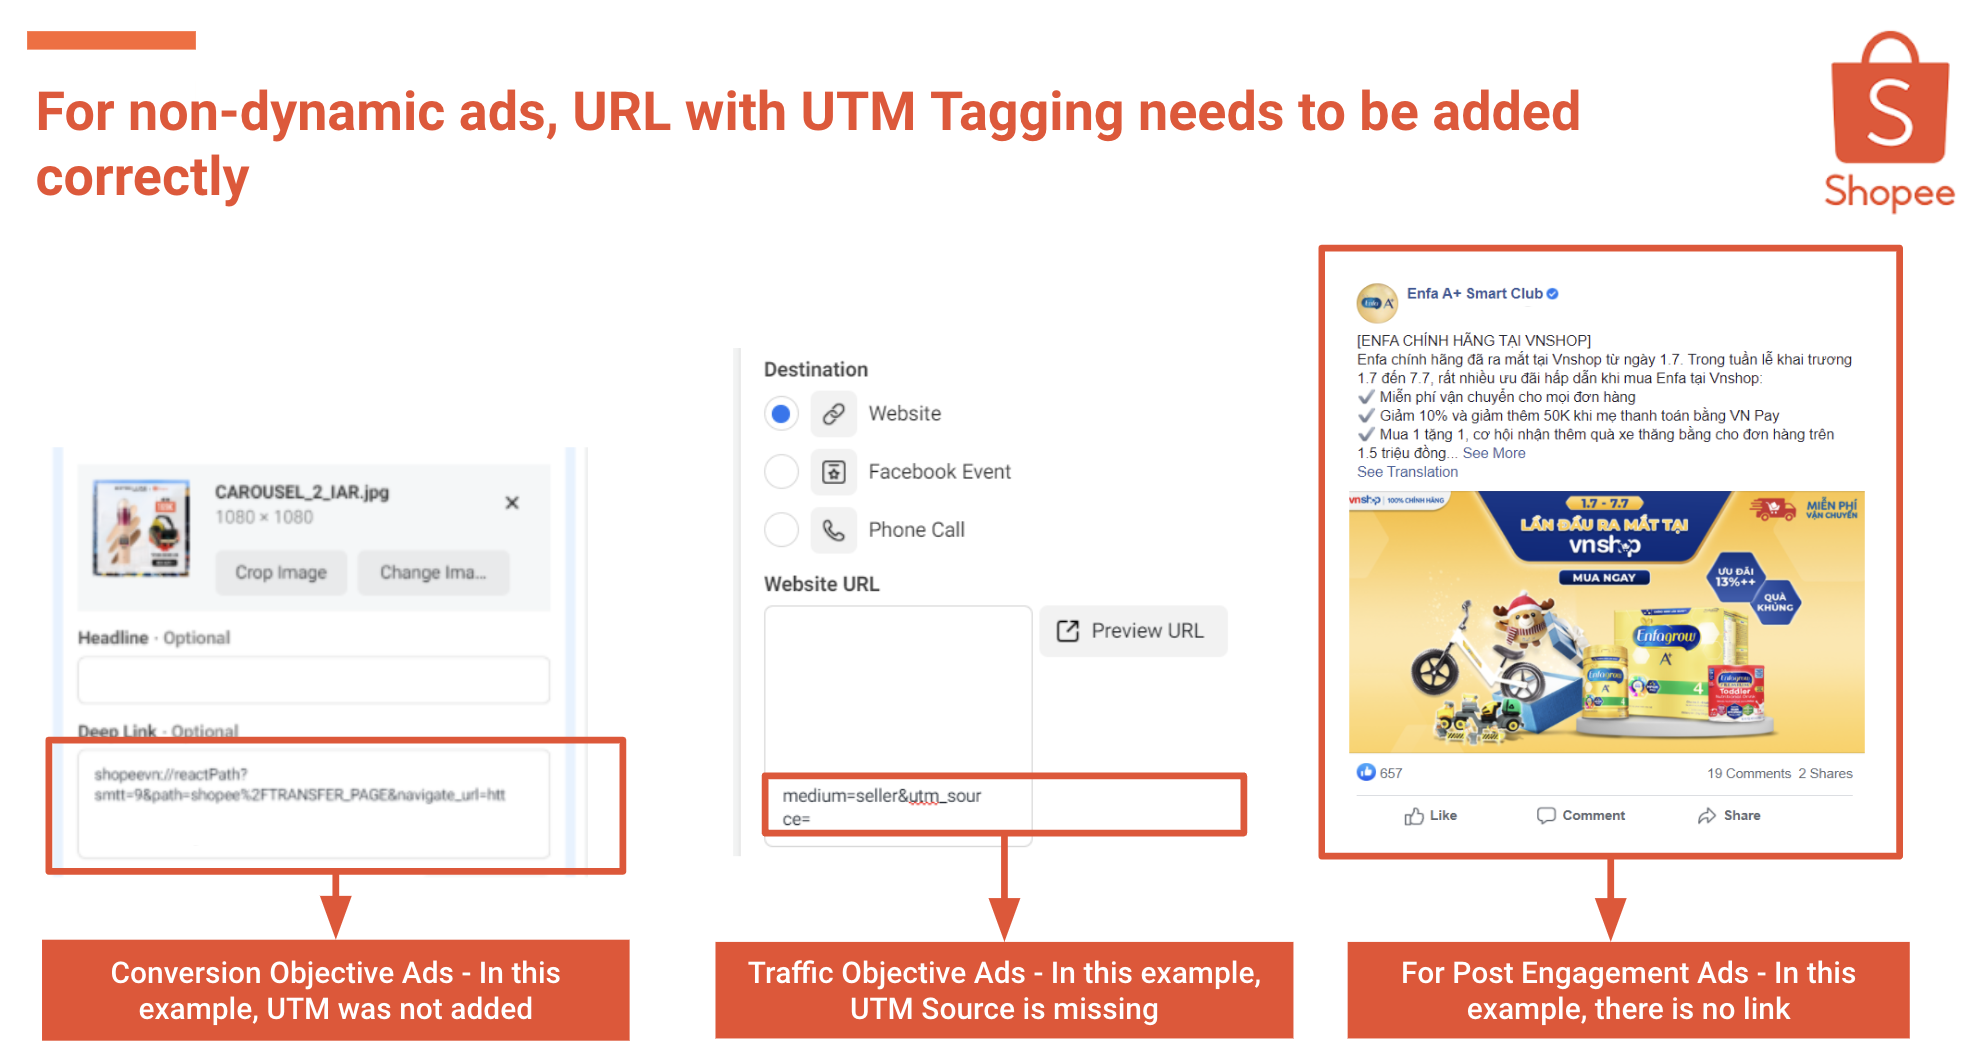 For non-dynamic ads, URL with UTM Tagging needs to be added
correctly
S
Shopee
CAROUSEL_2_IAR.jpg
1080 × 1080
Crop Image
Change Ima...
Headline · Optional
Deep Link · Optional
shopeevn://reactPath?
smtt=9&path=shopee%2FTRANSFER_PAGE&navigate_url=htt
Conversion Objective Ads - In this
example, UTM was not added
Destination
Website
Facebook Event
Phone Call
Website URL
Preview URL
medium=seller&utm_sour
ce=
Traffic Objective Ads - In this example,
UTM Source is missing
Enfa A+ Smart Club
[ENFA CHÍNH HÃNG TẠI VNSHOP]
Enfa chính hãng đã ra mắt tại Vnshop từ ngày 1.7. Trong tuần lễ khai trương
1.7 đến 7.7, rất nhiều ưu đãi hấp dẫn khi mua Enfa tại Vnshop:
✔ Miễn phí vận chuyển cho mọi đơn hàng
✔ Giảm 10% và giảm thêm 50K khi mẹ thanh toán bằng VN Pay
✔ Mua 1 tặng 1, cơ hội nhận thêm quà xe thăng bằng cho đơn hàng trên
1.5 triệu đồng... See More
See Translation
vnshop 100% CHÍNH HÃNG
1.7 - 7.7
LẦN ĐẦU RA MẮT TẠI
vnshop
MUA NGAY
MIỄN PHÍ
VẬN CHUYỂN
ƯU ĐÃI
13%++
QUÀ
KHỦNG
Enfagrow
A+
4
Enfagrow
A+
4
Enfagrow
Toddler
657
19 Comments 2 Shares
Like
Comment
Share
For Post Engagement Ads - In this
example, there is no link